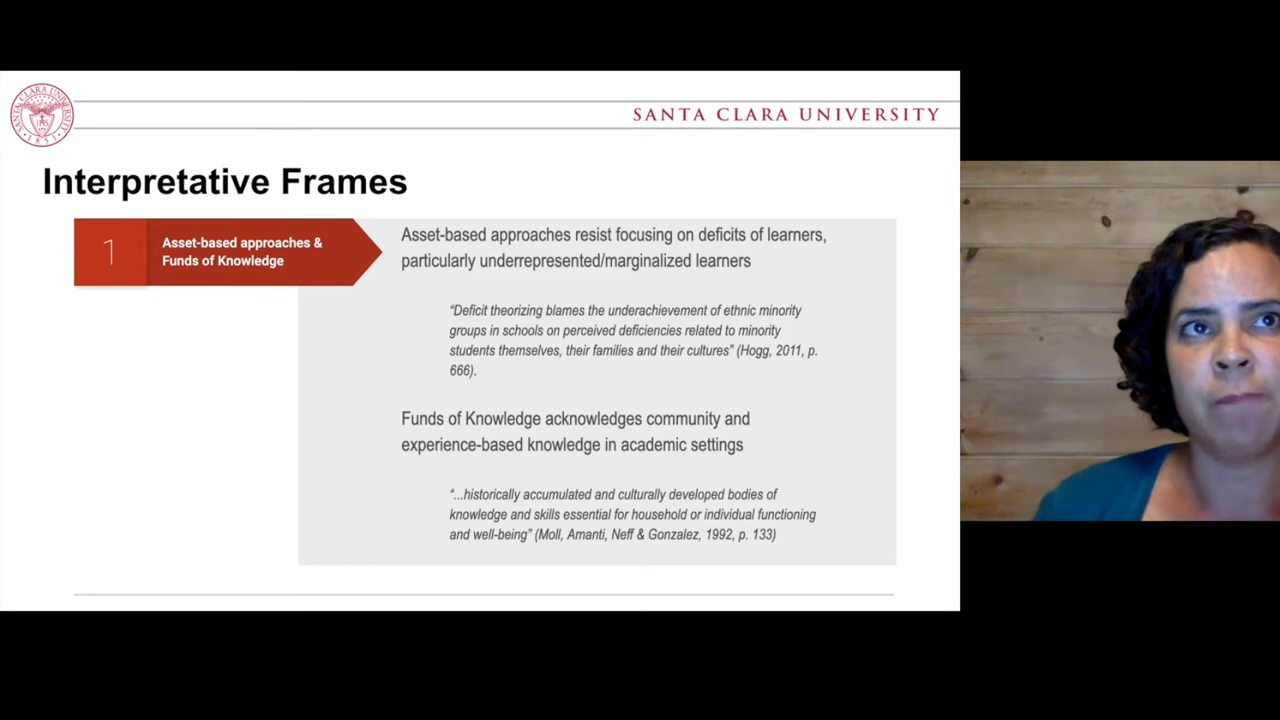 SANTA CLARA UNIVERSITY
SANTA CLARA UNIVERSITY
1851
Interpretative Frames
1
Asset-based approaches &
Funds of Knowledge
Asset-based approaches resist focusing on deficits of learners,
particularly underrepresented/marginalized learners
“Deficit theorizing blames the underachievement of ethnic minority
groups in schools on perceived deficiencies related to minority
students themselves, their families and their cultures” (Hogg, 2011, p.
666).
Funds of Knowledge acknowledges community and
experience-based knowledge in academic settings
“...historically accumulated and culturally developed bodies of
knowledge and skills essential for household or individual functioning
and well-being” (Moll, Amanti, Neff & Gonzalez, 1992, p. 133)